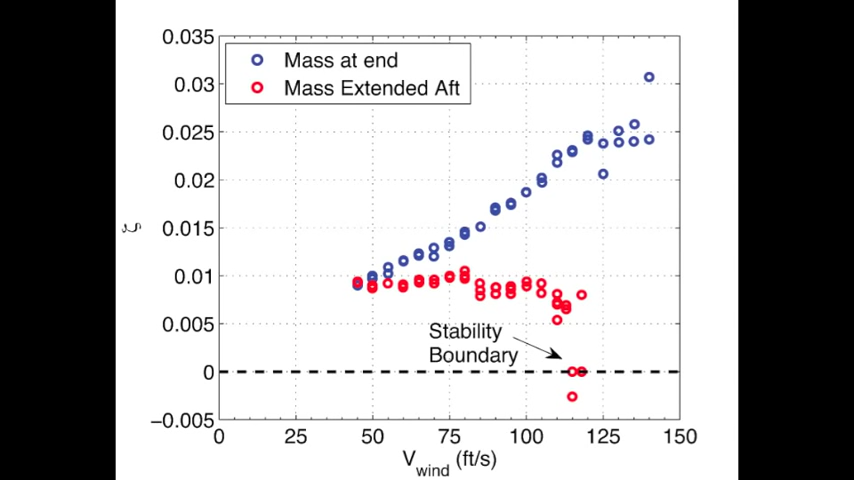 0.035
0.03
0.025
0.02
0.015
0.01
0.005
0
−0.005
ζ
Mass at end
Mass Extended Aft
Stability
Boundary
0 25 50 75 100 125 150
V_wind (ft/s)